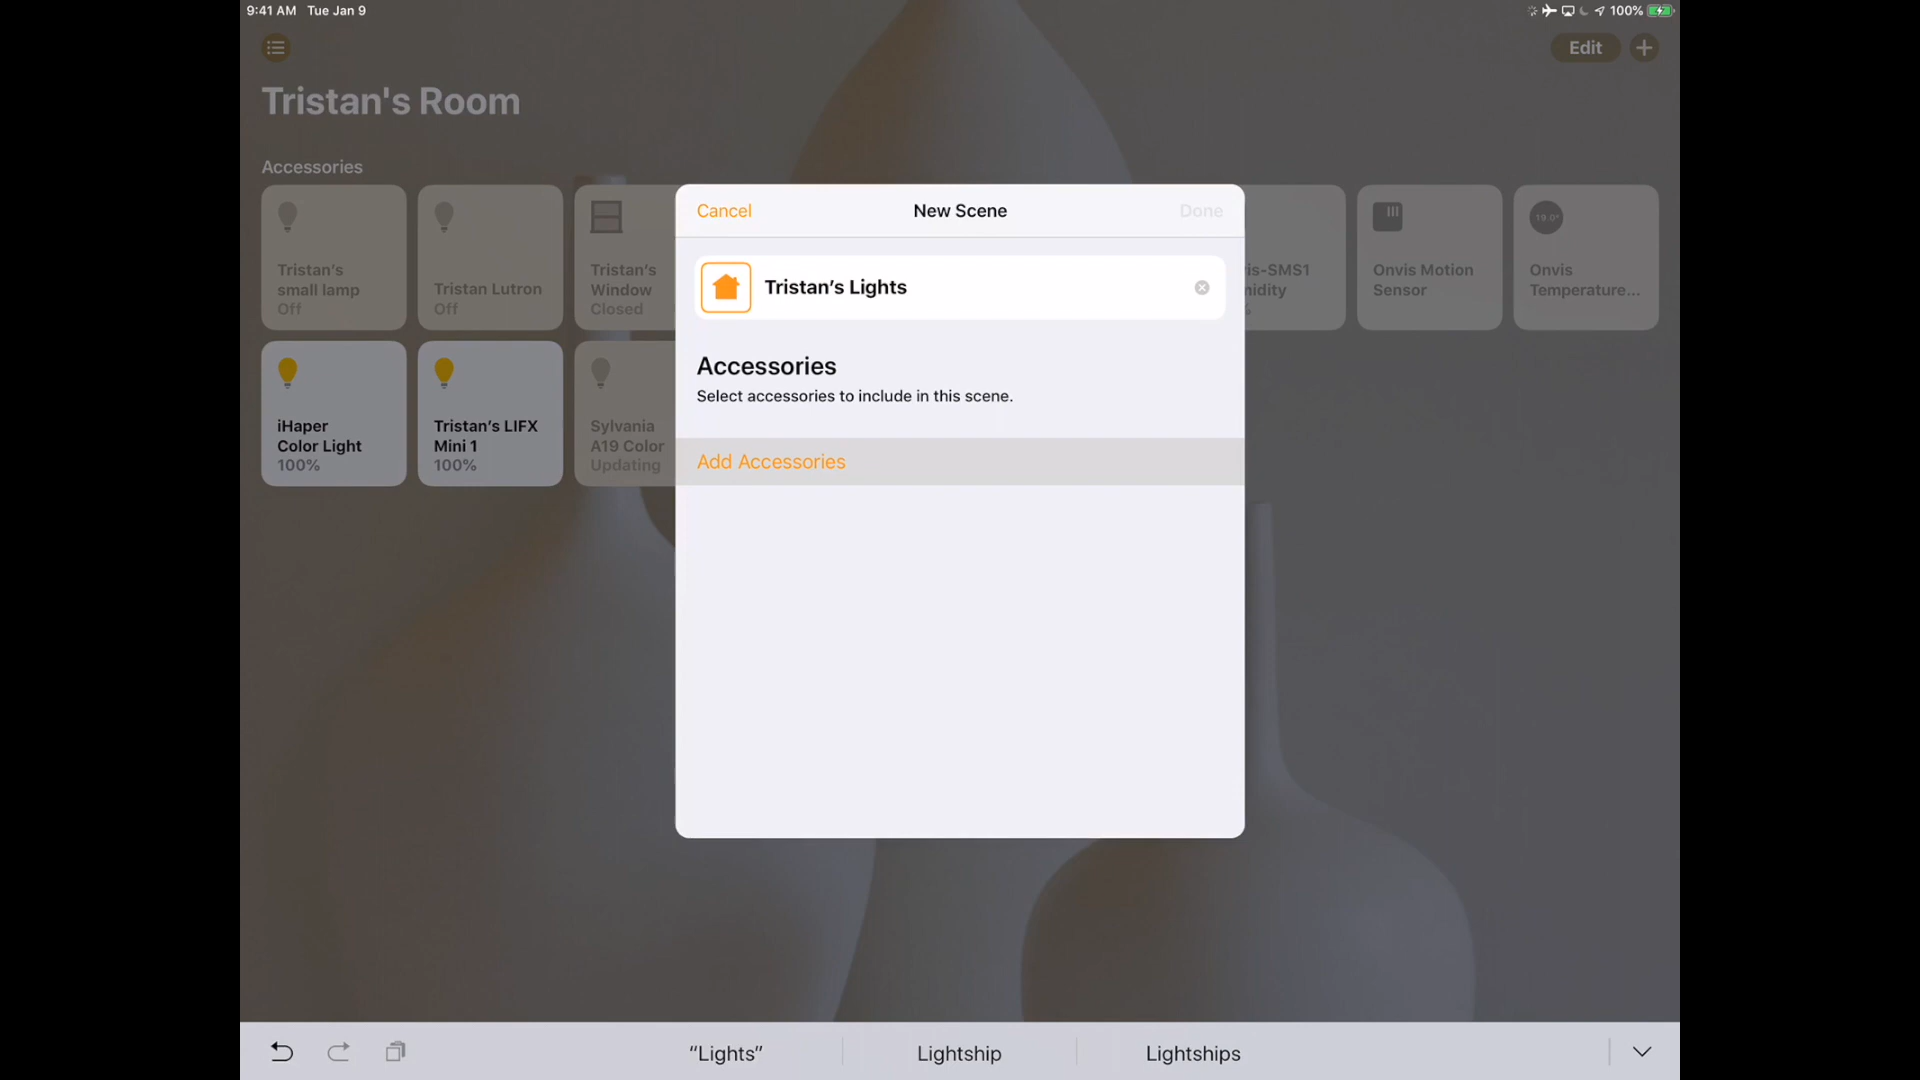 9:41 AM Tue Jan 9
100%
Edit
Tristan's Room
Accessories
Tristan's
small lamp
Off
Tristan Lutron
Off
Tristan's
Window
Closed
is-SMS1
idity
Onvis Motion
Sensor
19.0°
Onvis
Temperature...
iHaper
Color Light
100%
Tristan's LIFX
Mini 1
100%
Sylvania
A19 Color
Updating
Cancel
New Scene
Done
Tristan's Lights
Accessories
Select accessories to include in this scene.
Add Accessories
“Lights”
Lightship
Lightships